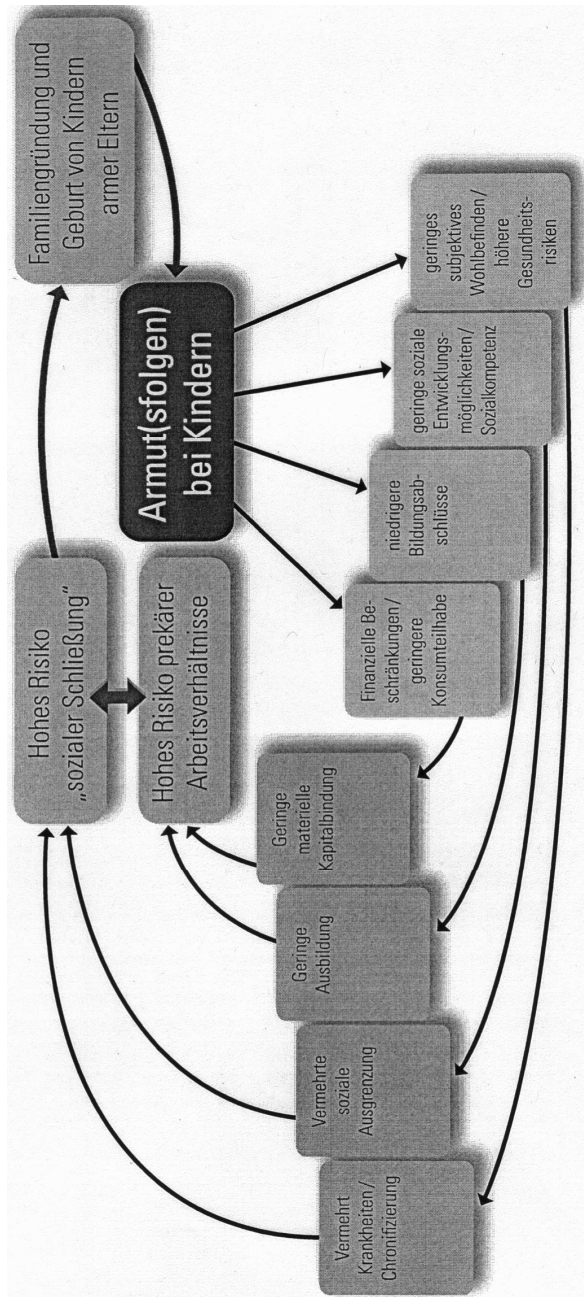 Familiengründung und
Geburt von Kindern
armer Eltern
Armut(sfolgen)
bei Kindern
geringes
subjektives
Wohlbefinden/
höhere
Gesundheits-
risiken
geringe soziale
Entwicklungs-
möglichkeiten/
Sozialkompetenz
niedrigere
Bildungsab-
schlüsse
Finanzielle Be-
schränkungen/
geringere
Konsumteilhabe
Geringe
materielle
Kapitalbindung
Geringe
Ausbildung
Vermehrte
soziale
Ausgrenzung
Vermehrt
Krankheiten/
Chronifizierung
Hohes Risiko
„sozialer Schließung“
Hohes Risiko prekärer
Arbeitsverhältnisse